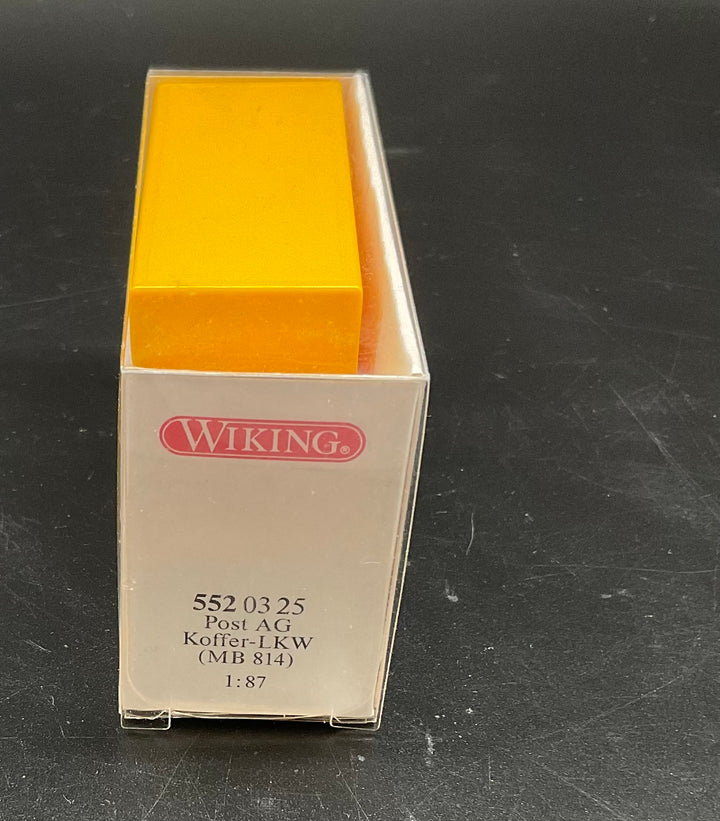 WIKING®
552 03 25
Post AG
Koffer-LKW
(MB 814)
1:87